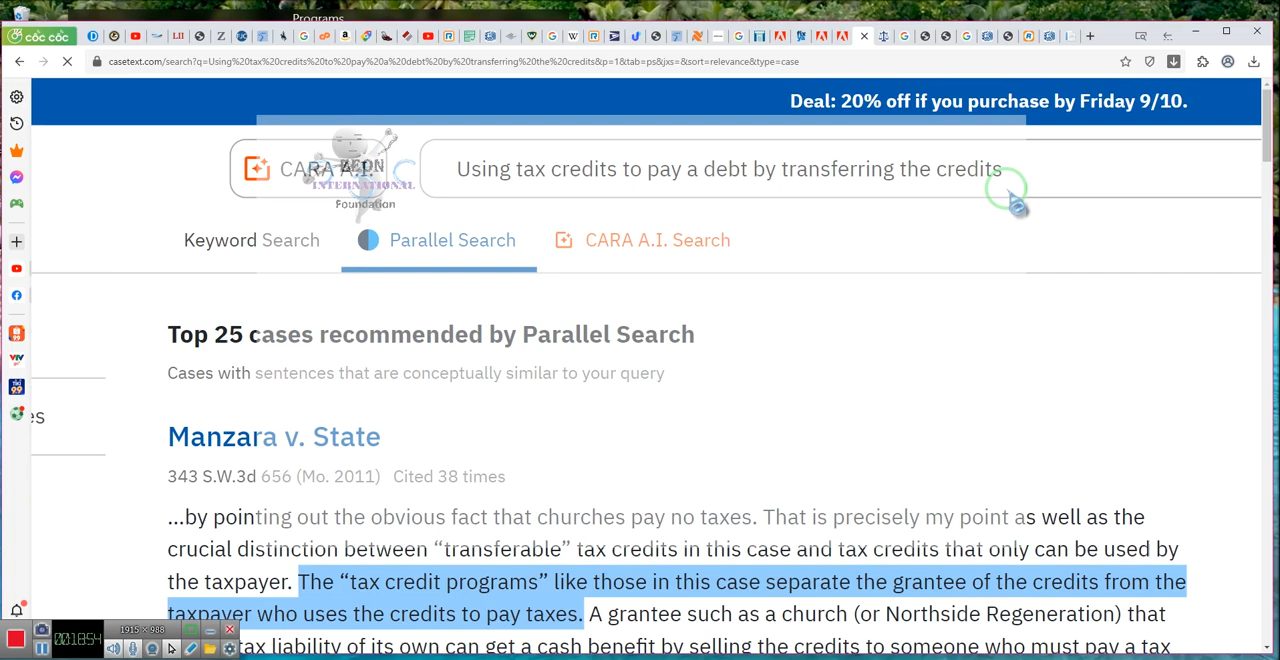 Programs
cốc cốc
casetext.com/search?q=Using%20tax%20credits%20to%20pay%20a%20debt%20by%20transferring%20the%20credits&p=1&tab=ps&jxs=&sort=relevance&type=case
Deal: 20% off if you purchase by Friday 9/10.
CARA A.I.
Using tax credits to pay a debt by transferring the credits
INTERNATIONAL
Foundation
Keyword Search
Parallel Search
CARA A.I. Search
Top 25 cases recommended by Parallel Search
Cases with sentences that are conceptually similar to your query
es
Manzara v. State
343 S.W.3d 656 (Mo. 2011) Cited 38 times
...by pointing out the obvious fact that churches pay no taxes. That is precisely my point as well as the
crucial distinction between “transferable” tax credits in this case and tax credits that only can be used by
the taxpayer. The “tax credit programs” like those in this case separate the grantee of the credits from the
taxpayer who uses the credits to pay taxes. A grantee such as a church (or Northside Regeneration) that
tax liability of its own can get a cash benefit by selling the credits to someone who must pay a tax
1915 x 988
001854